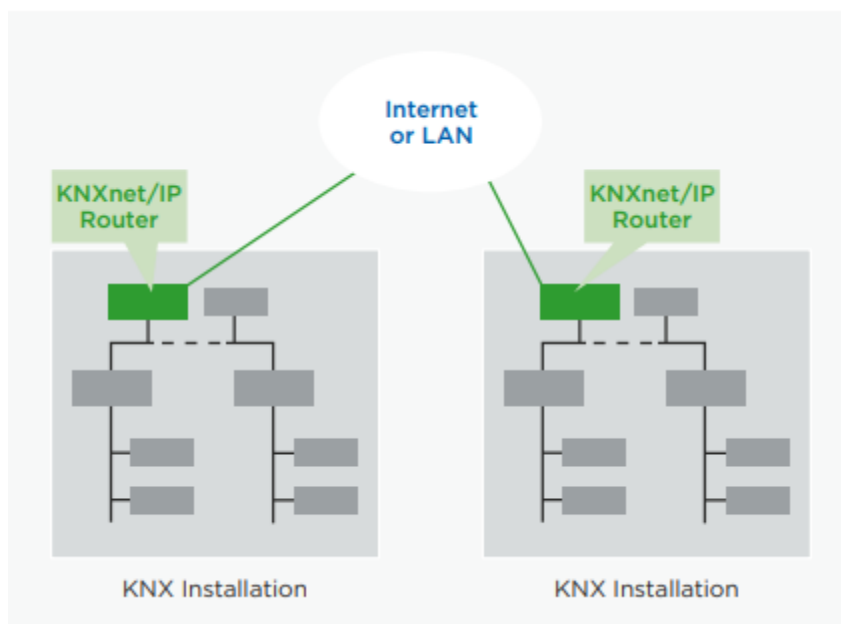 Internet
or LAN
KNXnet/IP
Router
KNXnet/IP
Router
KNX Installation
KNX Installation